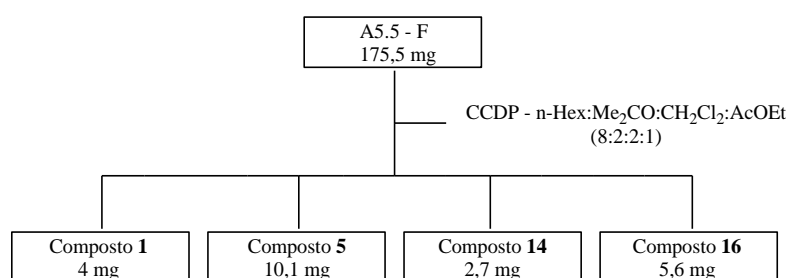 A5.5 - F
175,5 mg
CCDP - n-Hex:Me₂CO:CH₂Cl₂:AcOEt
(8:2:2:1)
Composto 1
4 mg
Composto 5
10,1 mg
Composto 14
2,7 mg
Composto 16
5,6 mg